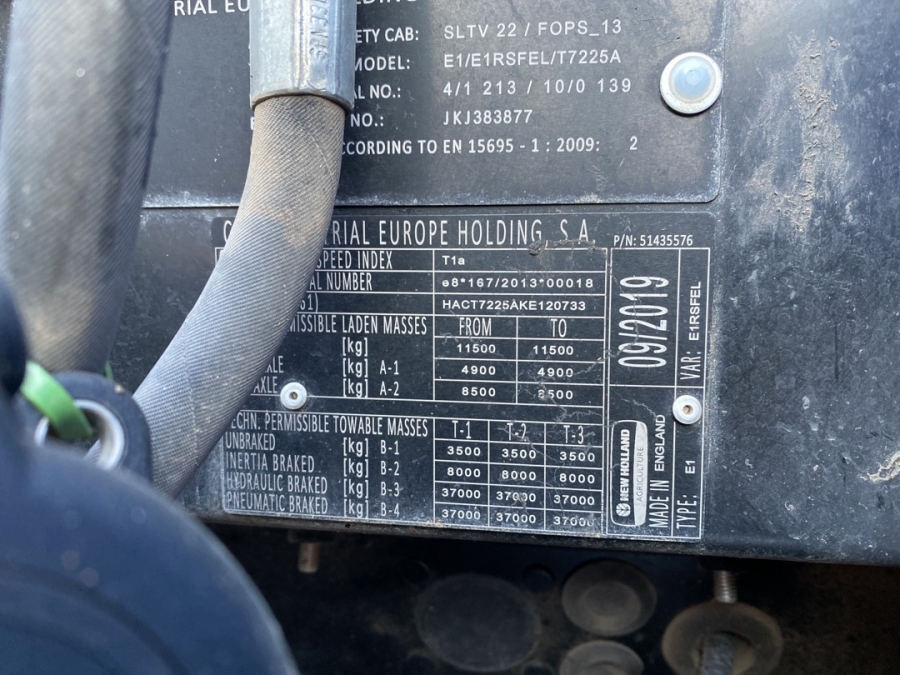 RIAL EUR
ETY CAB: SLTV 22 / FOPS_13
MODEL: E1/E1RSFEL/T7225A
AL NO.: 4/1 213 / 10/0 139
NO.: JKJ383877
CCORDING TO EN 15695 - 1 : 2009: 2
C RIAL EUROPE HOLDING, S.A. P/N: 51435576
SPEED INDEX T1a
AL NUMBER e8*167/2013*00018
61) HACT7225AKE120733
MISSIBLE LADEN MASSES FROM TO
[kg] 11500 11500
LE [kg] A-1 4900 4900
AXLE [kg] A-2 8500 8500
TECHN. PERMISSIBLE TOWABLE MASSES T-1 T-2 T-3
UNBRAKED [kg] B-1 3500 3500 3500
INERTIA BRAKED [kg] B-2 8000 8000 8000
HYDRAULIC BRAKED [kg] B-3 37000 37000 37000
PNEUMATIC BRAKED [kg] B-4 37000 37000 37000
09/2019
NEW HOLLAND
AGRICULTURE
MADE IN ENGLAND
TYPE: E1
VAR: E1RSFEL